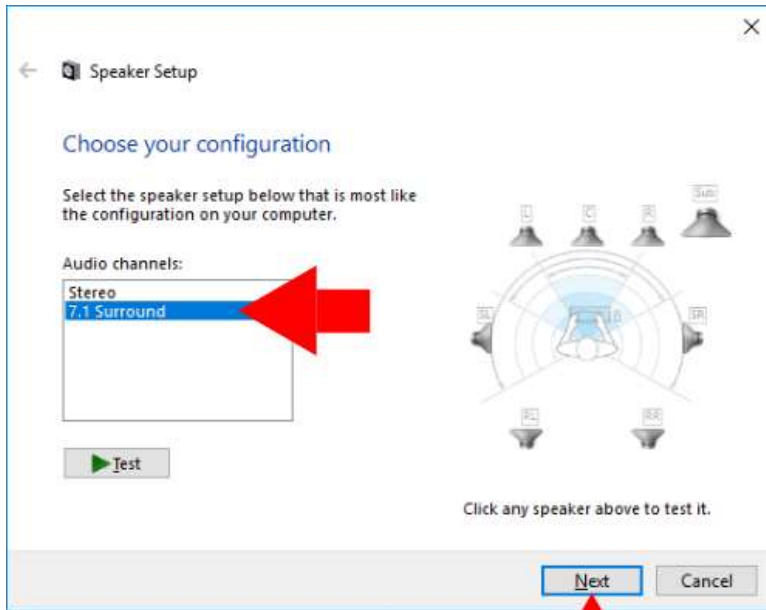 Speaker Setup
Choose your configuration
Select the speaker setup below that is most like
the configuration on your computer.
Audio channels:
Stereo
7.1 Surround
Test
L
C
R
Sub
SL
SR
RL
RR
Click any speaker above to test it.
Next
Cancel